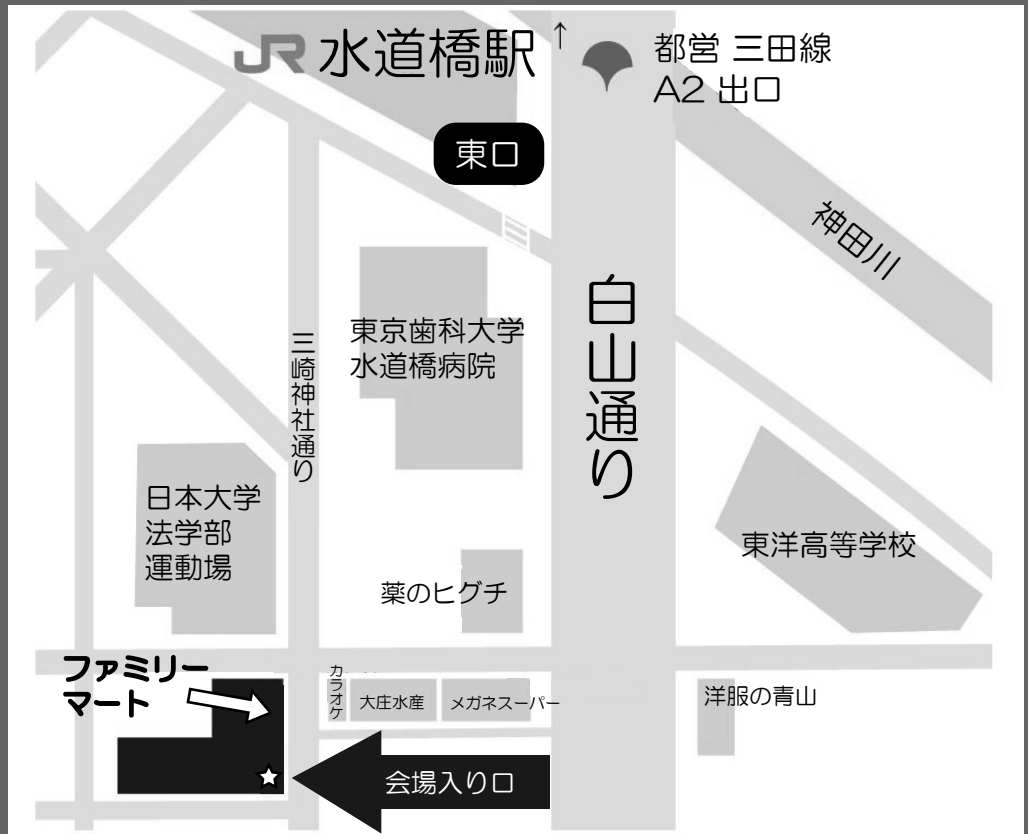 JR 水道橋駅
↑
都営 三田線
A2 出口
東口
神田川
白山通り
三崎神社通り
東京歯科大学
水道橋病院
日本大学
法学部
運動場
薬のヒグチ
東洋高等学校
ファミリー
マート
カラオケ
大庄水産
メガネスーパー
洋服の青山
会場入り口